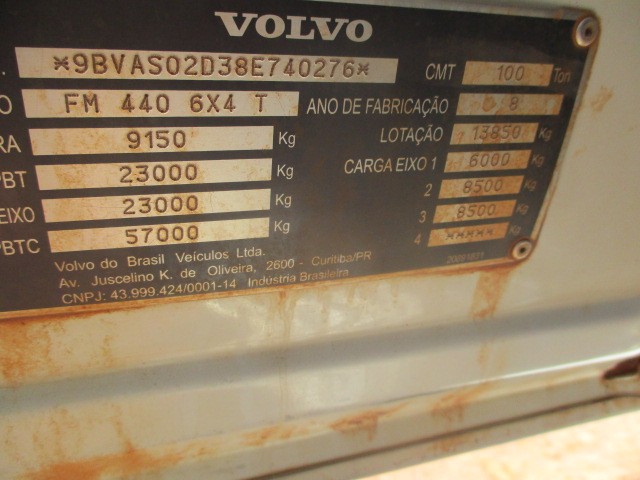 VOLVO
*9BVAS02D38E740276*
CMT 100 Ton
FM 440 6X4 T
ANO DE FABRICAÇÃO 8
RA 9150 Kg
LOTAÇÃO 13850 Kg
PBT 23000 Kg
CARGA EIXO 1 6000 Kg
EIXO 23000 Kg
2 8500 Kg
PBTC 57000 Kg
3 8500 Kg
4 ***** Kg
Volvo do Brasil Veículos Ltda.
Av. Juscelino K. de Oliveira, 2600 - Curitiba/PR
CNPJ: 43.999.424/0001-14 Indústria Brasileira